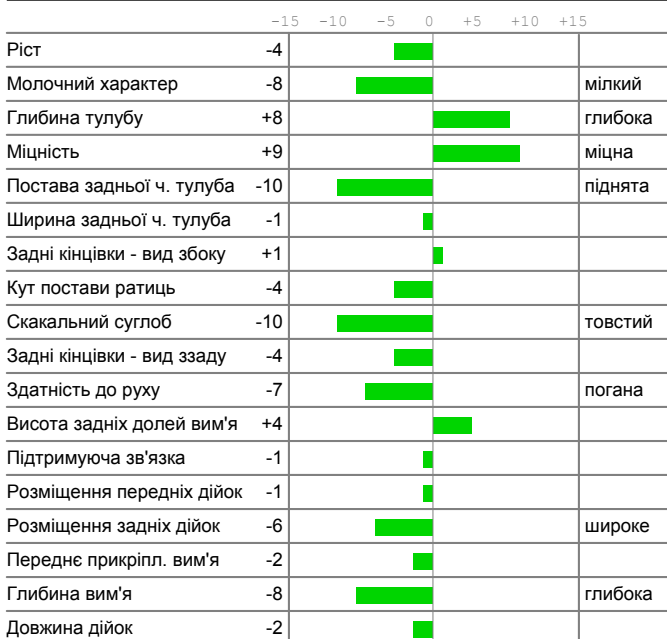 -15 -10 -5 0 +5 +10 +15
Ріст -4
Молочний характер -8 мілкий
Глибина тулубу +8 глибока
Міцність +9 міцна
Постава задньої ч. тулуба -10 піднята
Ширина задньої ч. тулуба -1
Задні кінцівки - вид збоку +1
Кут постави ратиць -4
Скакальний суглоб -10 товстий
Задні кінцівки - вид ззаду -4
Здатність до руху -7 погана
Висота задніх долей вим'я +4
Підтримуюча зв'язка -1
Розміщення передніх дійок -1
Розміщення задніх дійок -6 широке
Переднє прикріпл. вим'я -2
Глибина вим'я -8 глибока
Довжина дійок -2